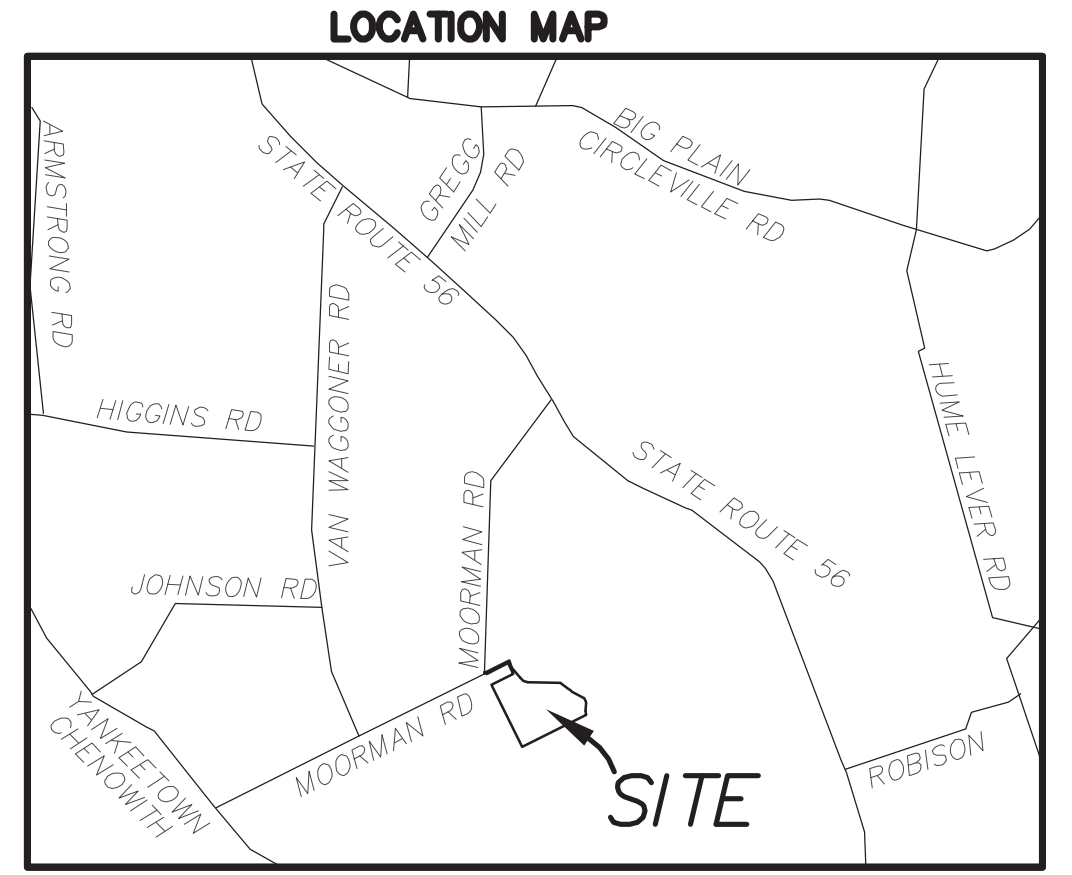 LOCATION MAP
BIG PLAIN
CIRCLEVILLE RD
ARMSTRONG RD
STATE ROUTE 56
GREGG
MILL RD
VAN WAGGONER RD
HIGGINS RD
HUME LEVER RD
STATE ROUTE 56
MOORMAN RD
JOHNSON RD
YANKEETOWN
CHENOWITH
MOORMAN RD
ROBISON
SITE